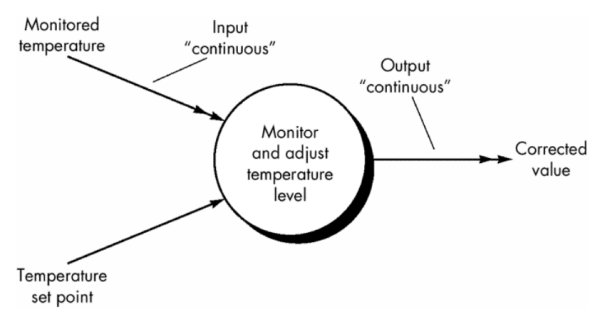 Monitored
temperature
Input
“continuous”
Output
“continuous”
Monitor
and adjust
temperature
level
Corrected
value
Temperature
set point